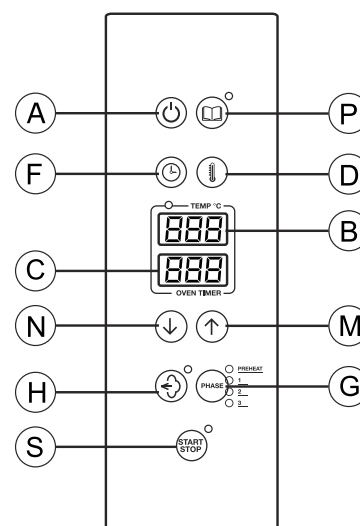 A
P
F
D
TEMP °C
888
B
C
888
OVEN TIMER
N
M
H
PHASE
PREHEAT
1
2
3
G
S
START
STOP